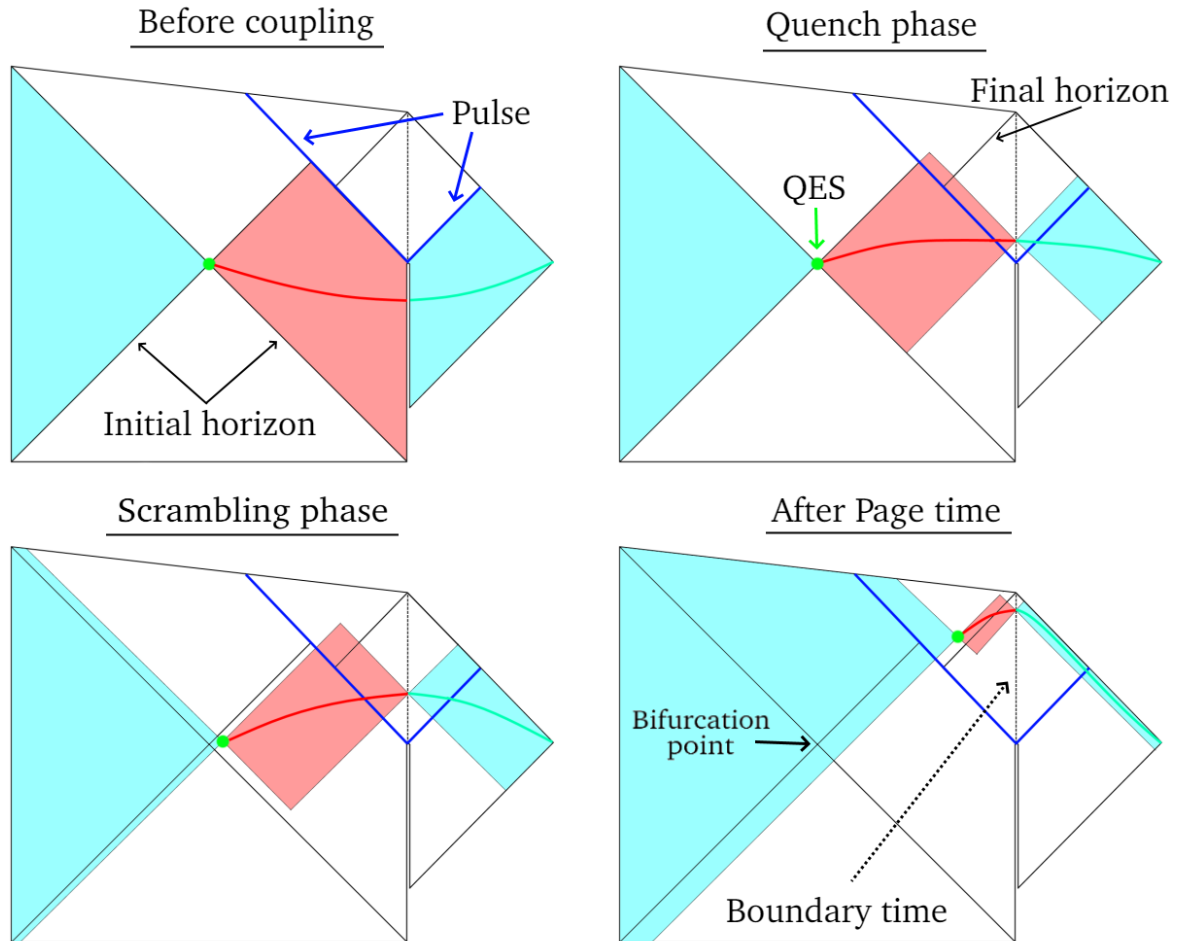 Before coupling
Pulse
Initial horizon
Quench phase
Final horizon
QES
Scrambling phase
After Page time
Bifurcation
point
Boundary time